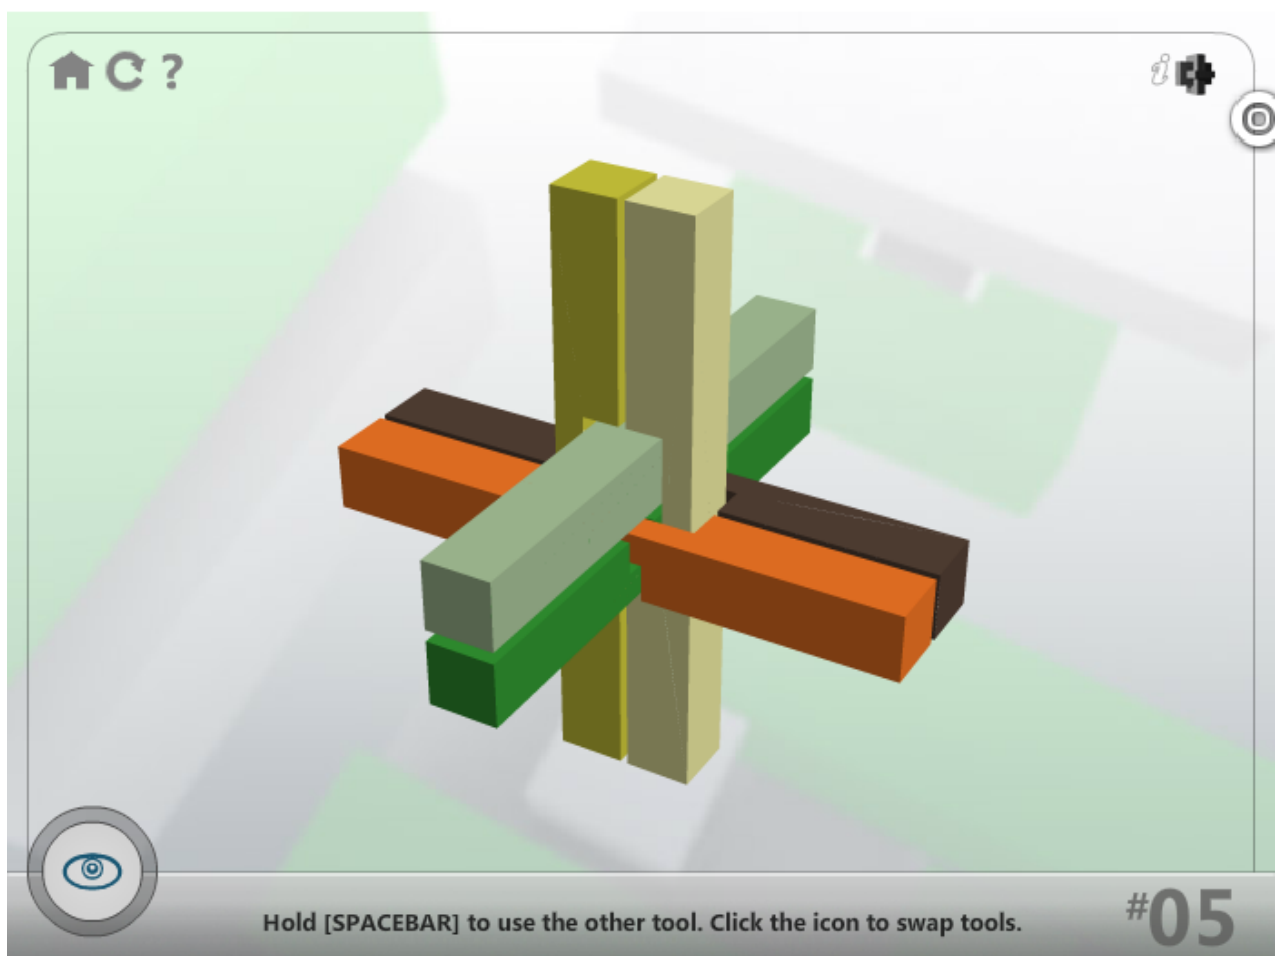 ?
i
Hold [SPACEBAR] to use the other tool. Click the icon to swap tools.
#05